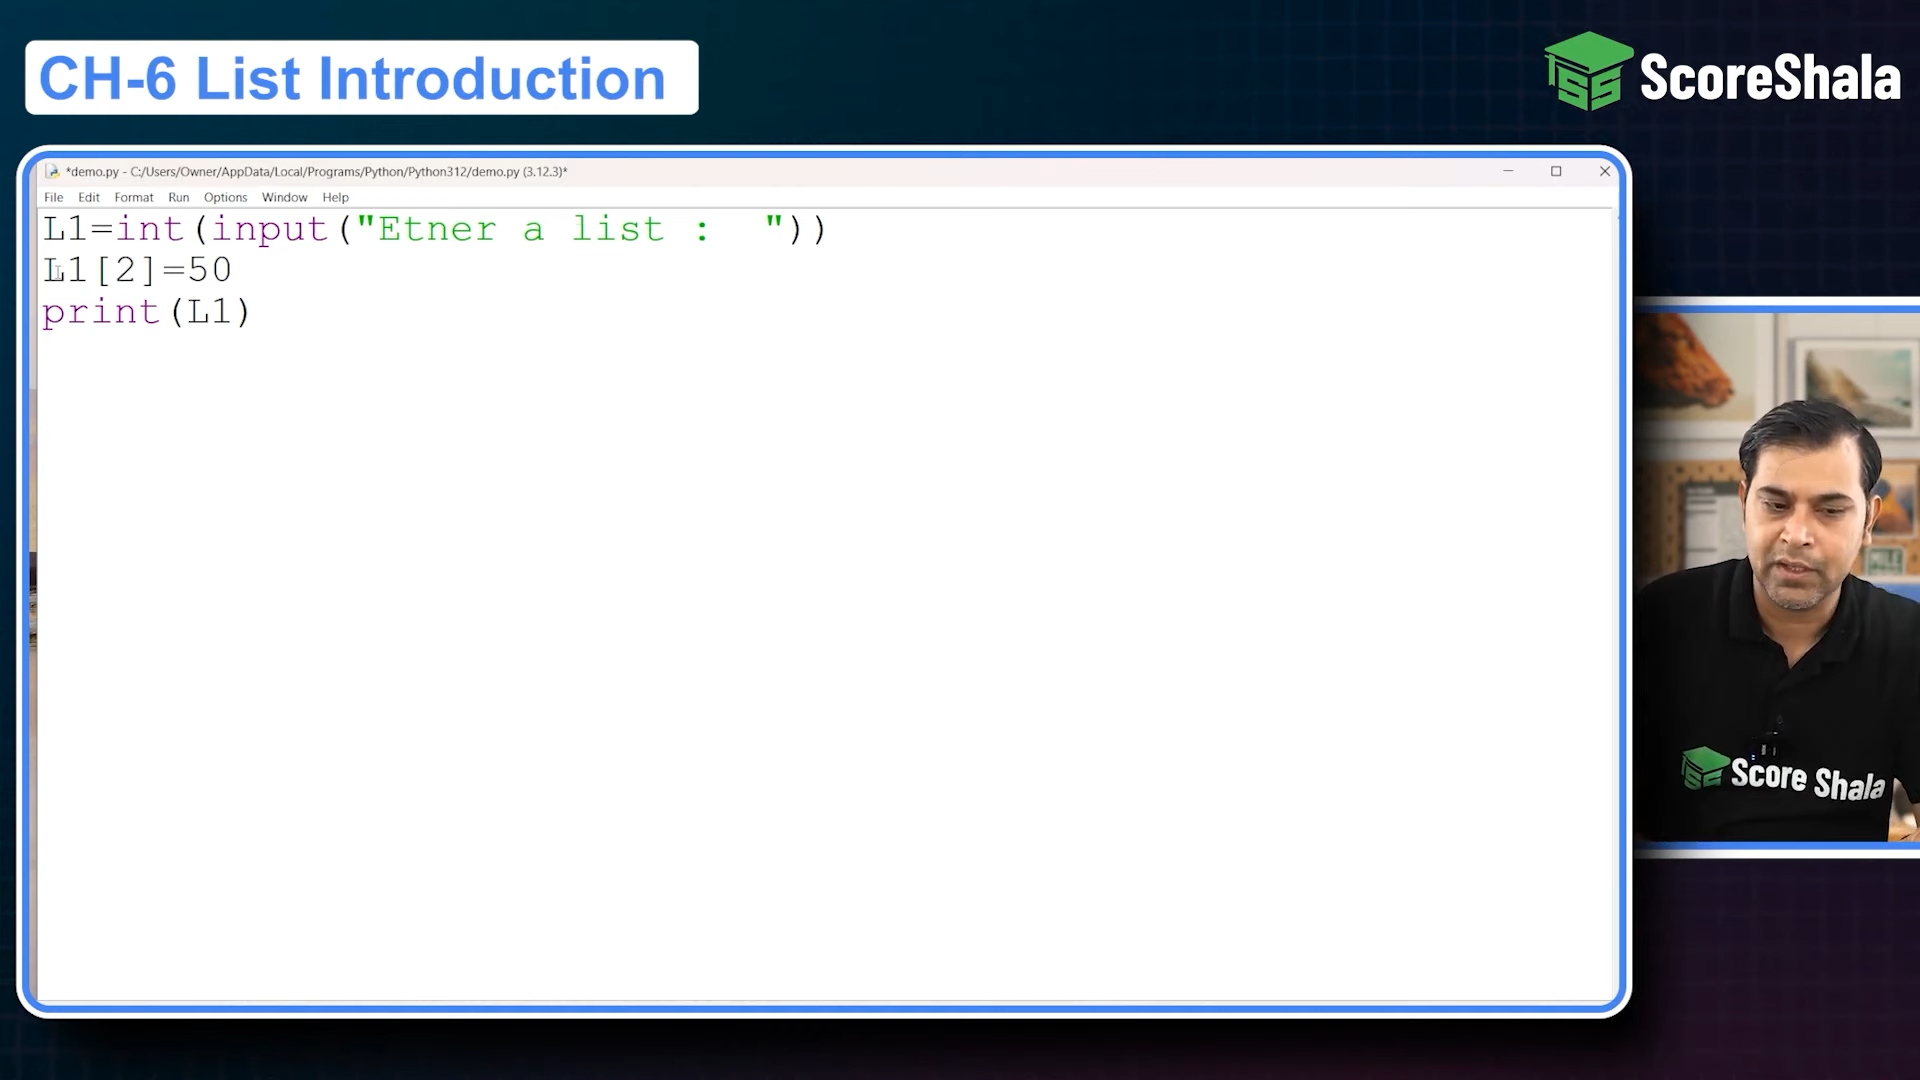 CH-6 List Introduction
ScoreShala
*demo.py - C:/Users/Owner/AppData/Local/Programs/Python/Python312/demo.py (3.12.3)*
File Edit Format Run Options Window Help
L1=int(input("Etner a list :  "))
L1[2]=50
print(L1)
Score Shala